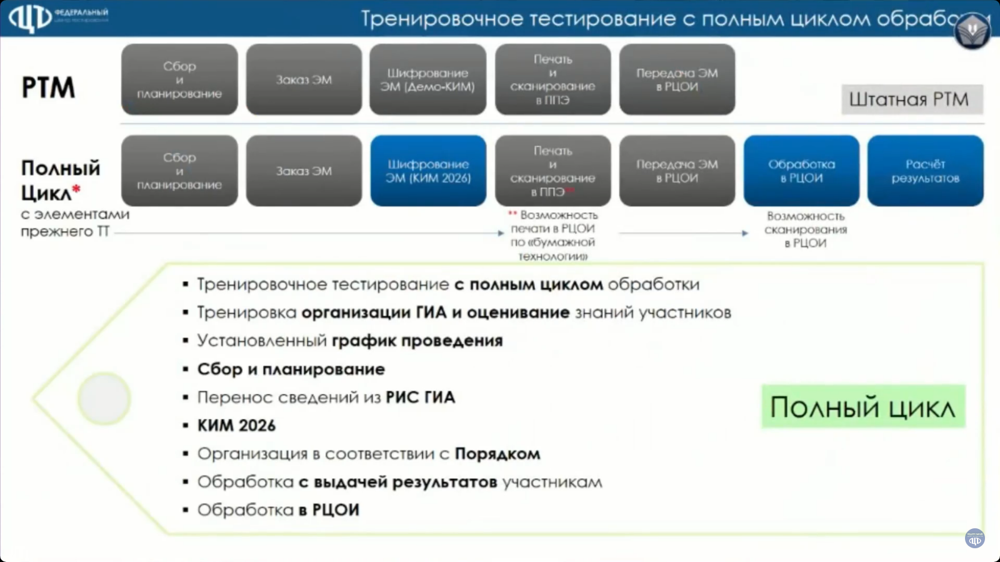 ФЕДЕРАЛЬНЫЙ
центр тестирования
Тренировочное тестирование с полным циклом
РТМ
Сбор
и
планирование
Заказ ЭМ
Шифрование
ЭМ (Демо-КИМ)
Печать
и
сканирование
в ППЭ
Передача ЭМ
в РЦОИ
Штатная РТМ
Полный
Цикл*
с элементами
прежнего ТТ
Сбор
и
планирование
Заказ ЭМ
Шифрование
ЭМ (КИМ 2026)
Печать
и
сканирование
в ППЭ**
Передача ЭМ
в РЦОИ
Обработка
в РЦОИ
Расчёт
результатов
** Возможность
печати в РЦОИ
по «бумажной
технологии»
Возможность
сканирования
в РЦОИ
▪ Тренировочное тестирование с полным циклом обработки
▪ Тренировка организации ГИА и оценивание знаний участников
▪ Установленный график проведения
▪ Сбор и планирование
▪ Перенос сведений из РИС ГИА
▪ КИМ 2026
▪ Организация в соответствии с Порядком
▪ Обработка с выдачей результатов участникам
▪ Обработка в РЦОИ
Полный цикл